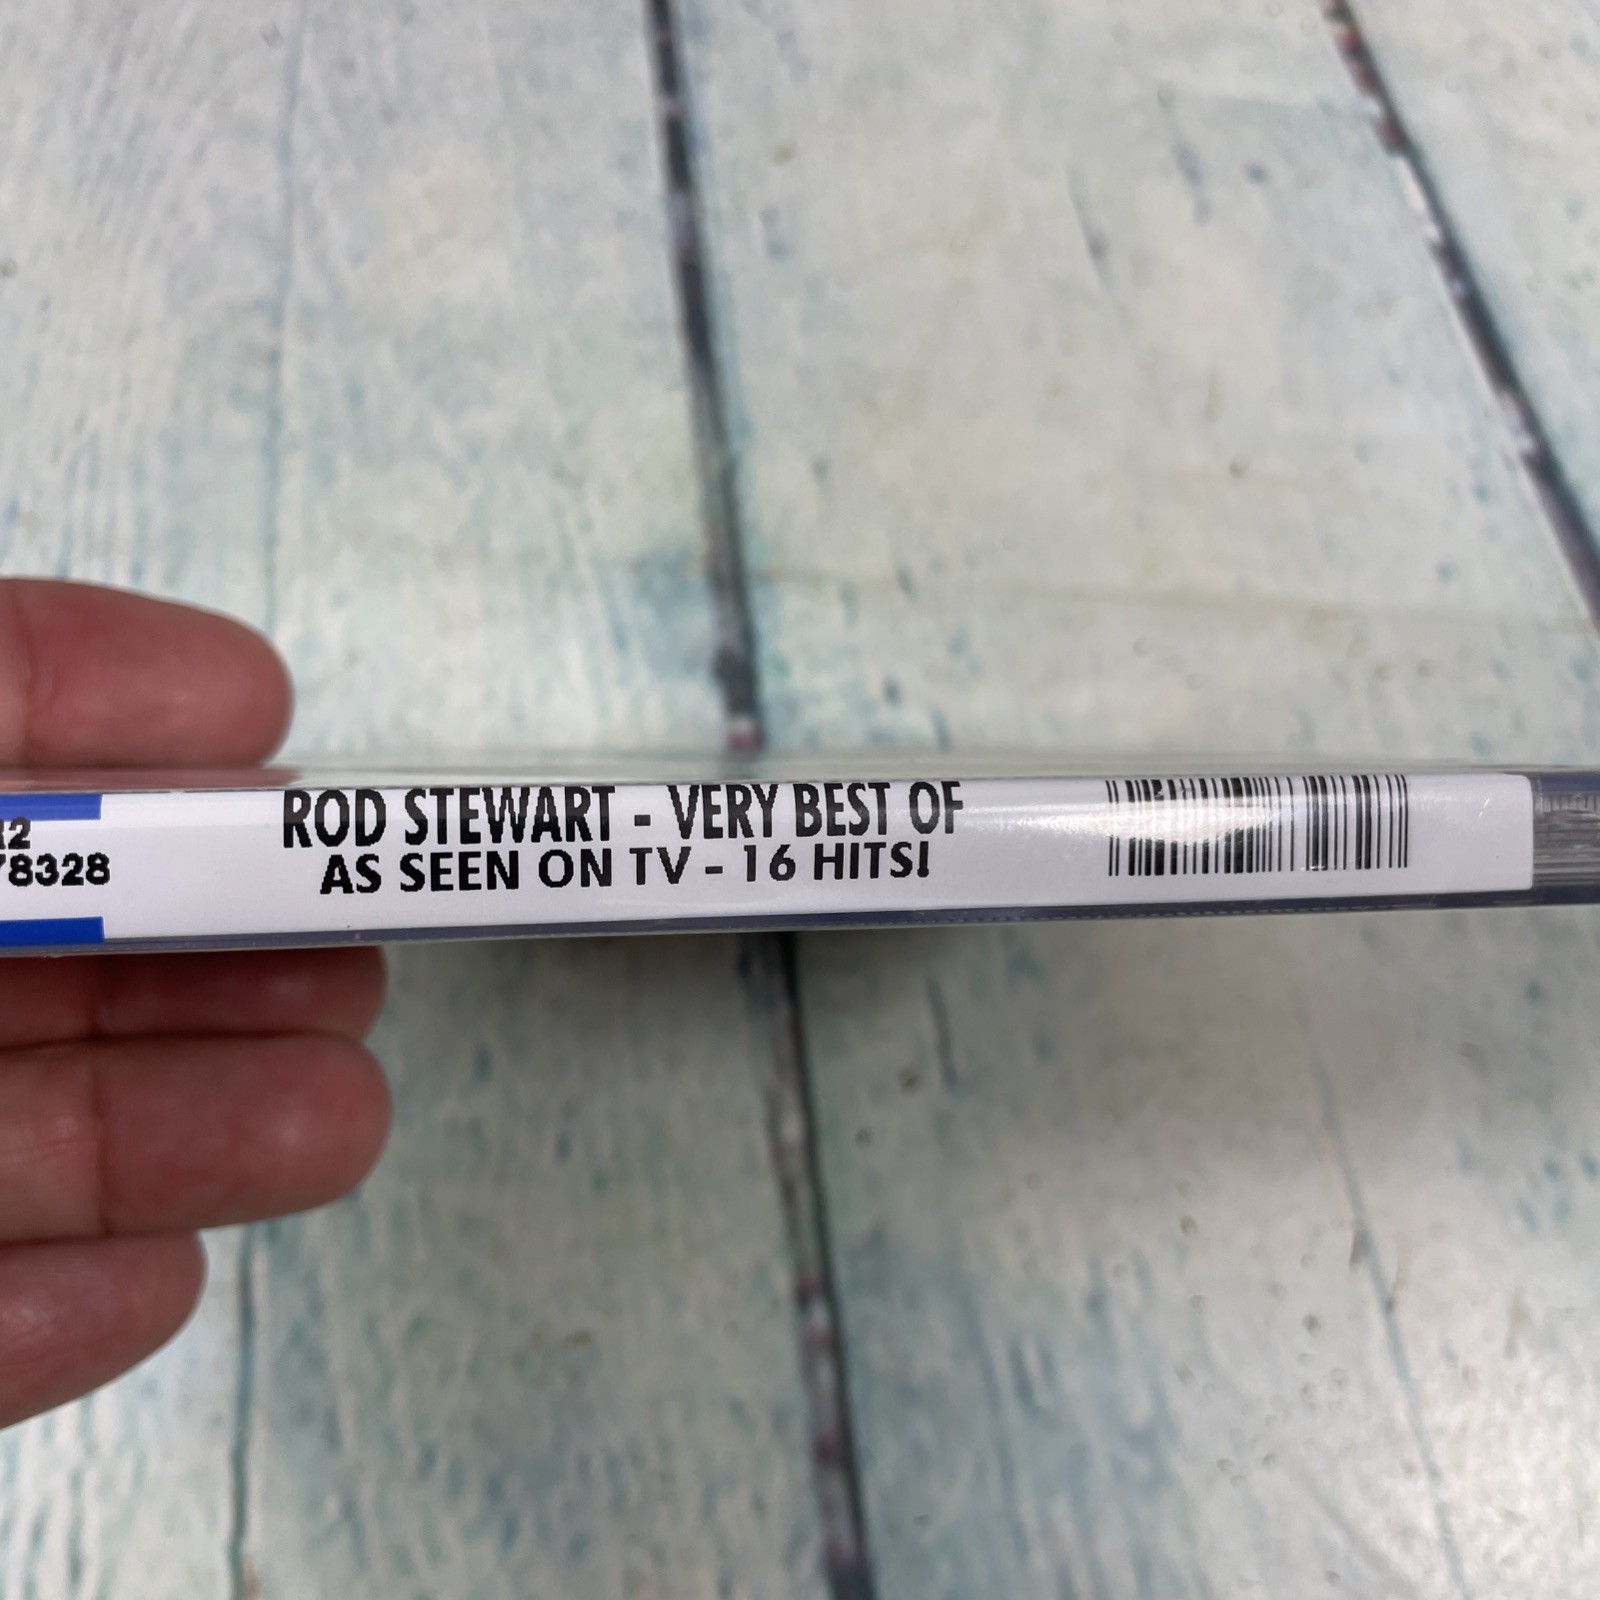 78328
ROD STEWART - VERY BEST OF
AS SEEN ON TV - 16 HITS!